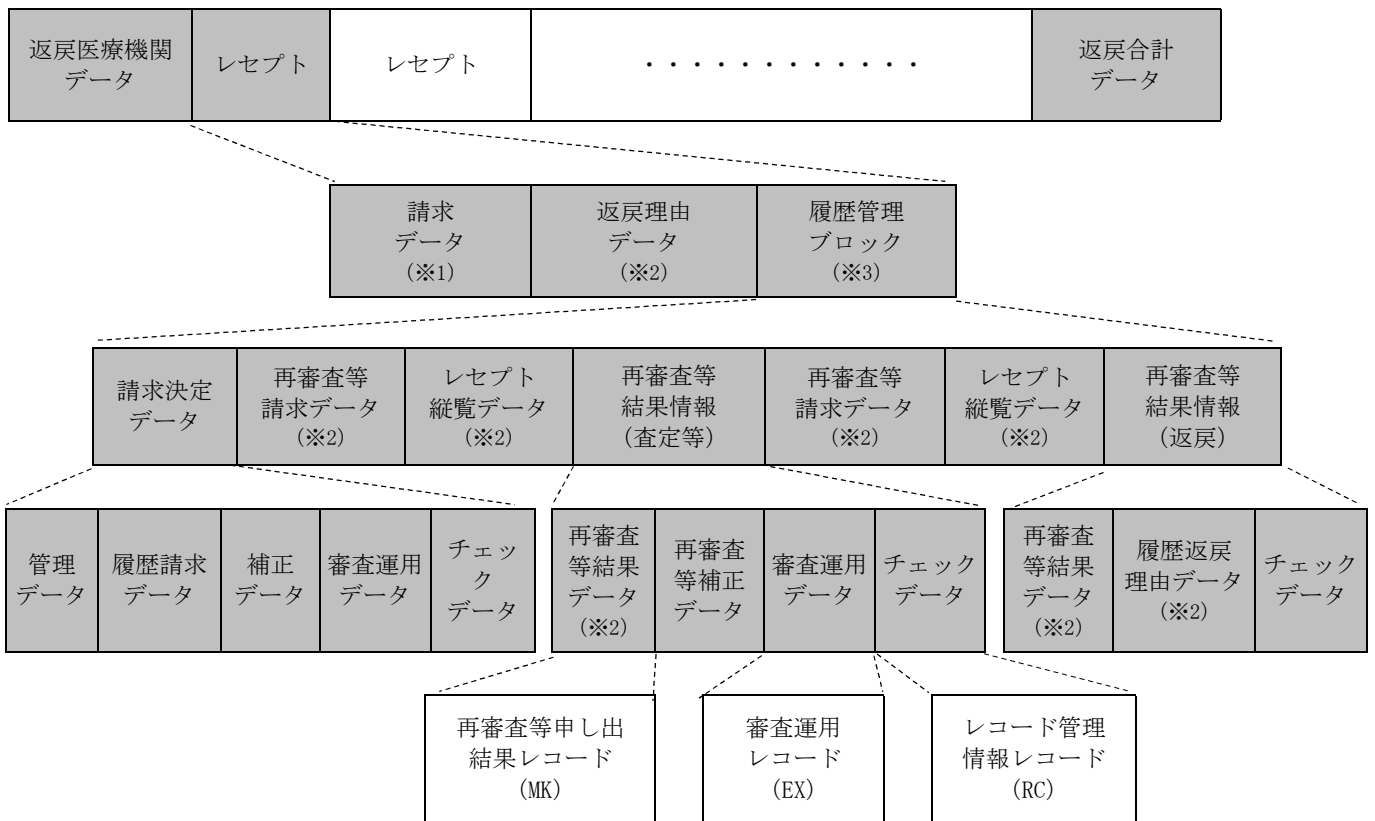 返戻医療機関
データ
レセプト
レセプト
・・・・・・・・・・・・
返戻合計
データ
請求
データ
(※1)
返戻理由
データ
(※2)
履歴管理
ブロック
(※3)
請求決定
データ
再審査等
請求データ
(※2)
レセプト
縦覧データ
(※2)
再審査等
結果情報
(査定等)
再審査等
請求データ
(※2)
レセプト
縦覧データ
(※2)
再審査等
結果情報
(返戻)
管理
データ
履歴請求
データ
補正
データ
審査運用
データ
チェッ
ク
データ
再審査
等結果
データ
(※2)
再審査
等補正
データ
審査運用
データ
チェック
データ
再審査
等結果
データ
(※2)
履歴返戻
理由データ
(※2)
チェック
データ
再審査等申し出
結果レコード
(MK)
審査運用
レコード
(EX)
レコード管理
情報レコード
(RC)